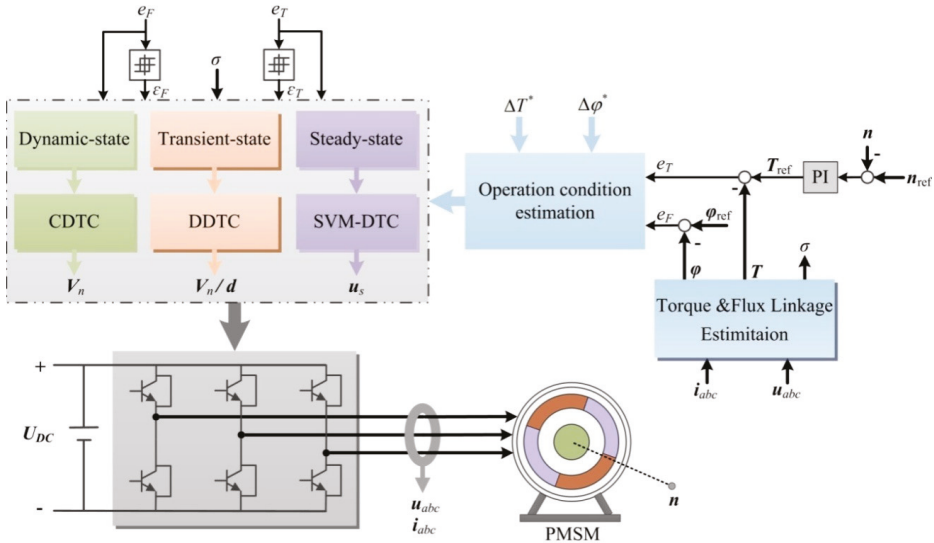 e_F
e_T
σ
ε_F
ε_T
Dynamic-state
Transient-state
Steady-state
CDTC
DDTC
SVM-DTC
V_n
V_n / d
u_s
ΔT*
Δφ*
Operation condition
estimation
e_T
e_F
T_ref
PI
n
-
n_ref
-
φ_ref
-
φ
T
σ
Torque &Flux Linkage
Estimitaion
i_abc
u_abc
+
U_DC
-
u_abc
i_abc
n
PMSM